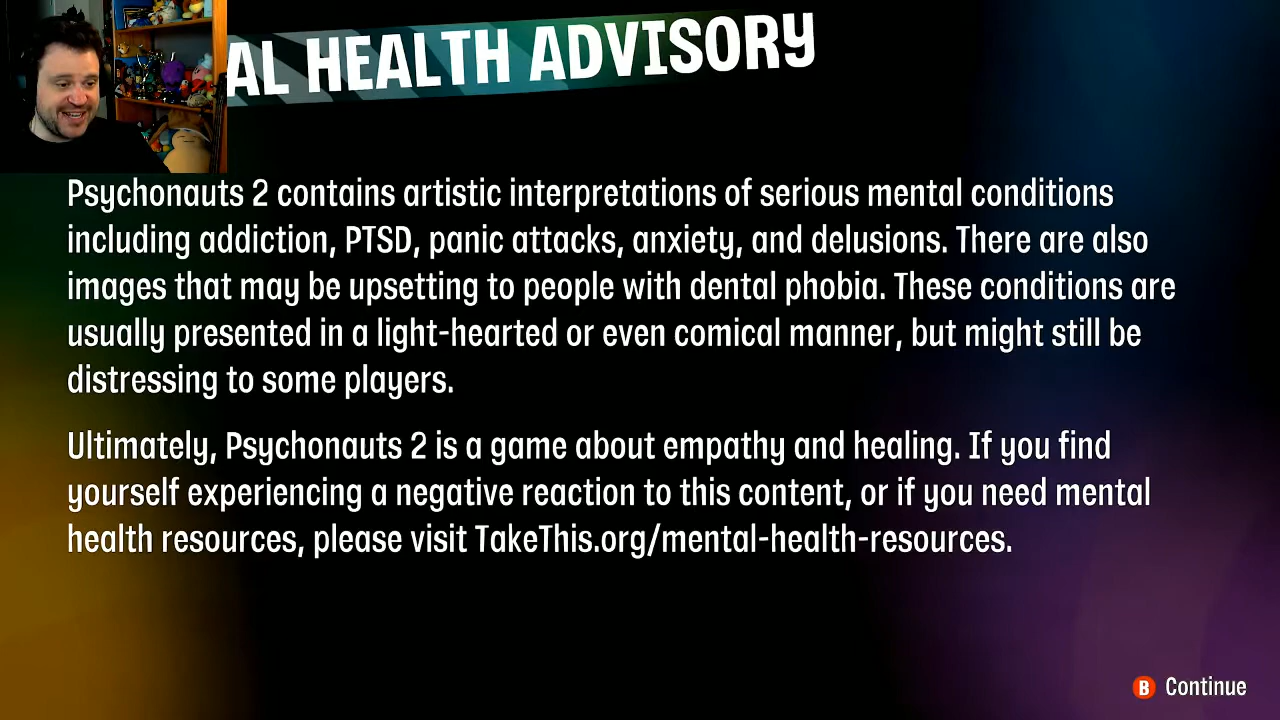 AL HEALTH ADVISORY
Psychonauts 2 contains artistic interpretations of serious mental conditions
including addiction, PTSD, panic attacks, anxiety, and delusions. There are also
images that may be upsetting to people with dental phobia. These conditions are
usually presented in a light-hearted or even comical manner, but might still be
distressing to some players.
Ultimately, Psychonauts 2 is a game about empathy and healing. If you find
yourself experiencing a negative reaction to this content, or if you need mental
health resources, please visit TakeThis.org/mental-health-resources.
B Continue